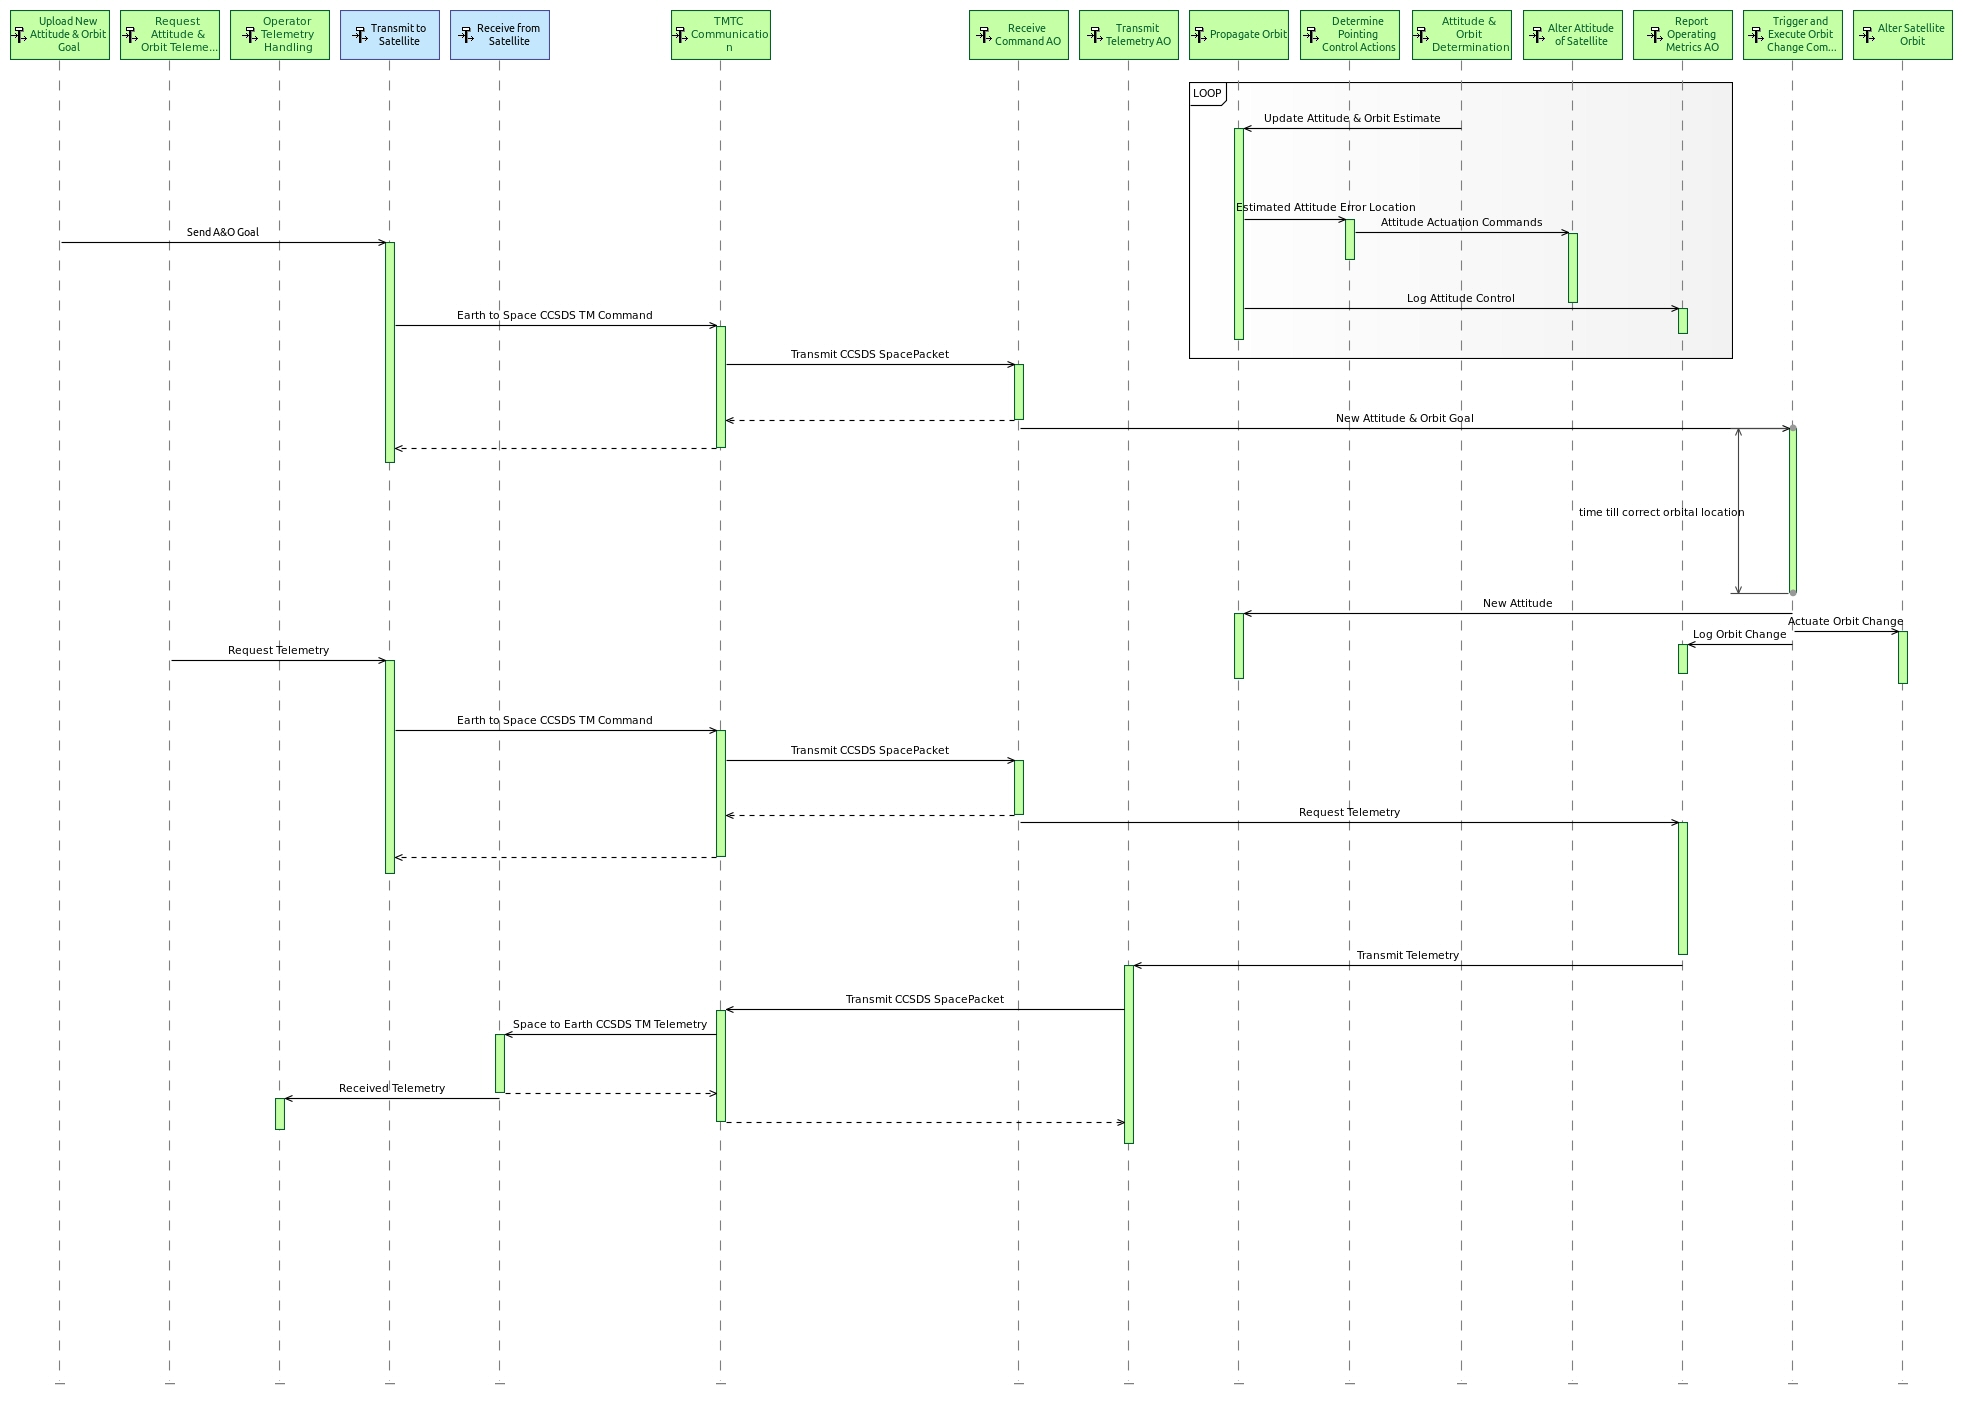 Upload New
Attitude & Orbit
Goal
Request
Attitude &
Orbit Teleme...
Operator
Telemetry
Handling
Transmit to
Satellite
Receive from
Satellite
TMTC
Communicatio
n
Receive
Command AO
Transmit
Telemetry AO
Propagate Orbit
Determine
Pointing
Control Actions
Attitude &
Orbit
Determination
Alter Attitude
of Satellite
Report
Operating
Metrics AO
Trigger and
Execute Orbit
Change Com...
Alter Satellite
Orbit
LOOP
Update Attitude & Orbit Estimate
Estimated Attitude Error Location
Attitude Actuation Commands
Send A&O Goal
Log Attitude Control
Earth to Space CCSDS TM Command
Transmit CCSDS SpacePacket
New Attitude & Orbit Goal
time till correct orbital location
New Attitude
Actuate Orbit Change
Log Orbit Change
Request Telemetry
Earth to Space CCSDS TM Command
Transmit CCSDS SpacePacket
Request Telemetry
Transmit Telemetry
Transmit CCSDS SpacePacket
Space to Earth CCSDS TM Telemetry
Received Telemetry